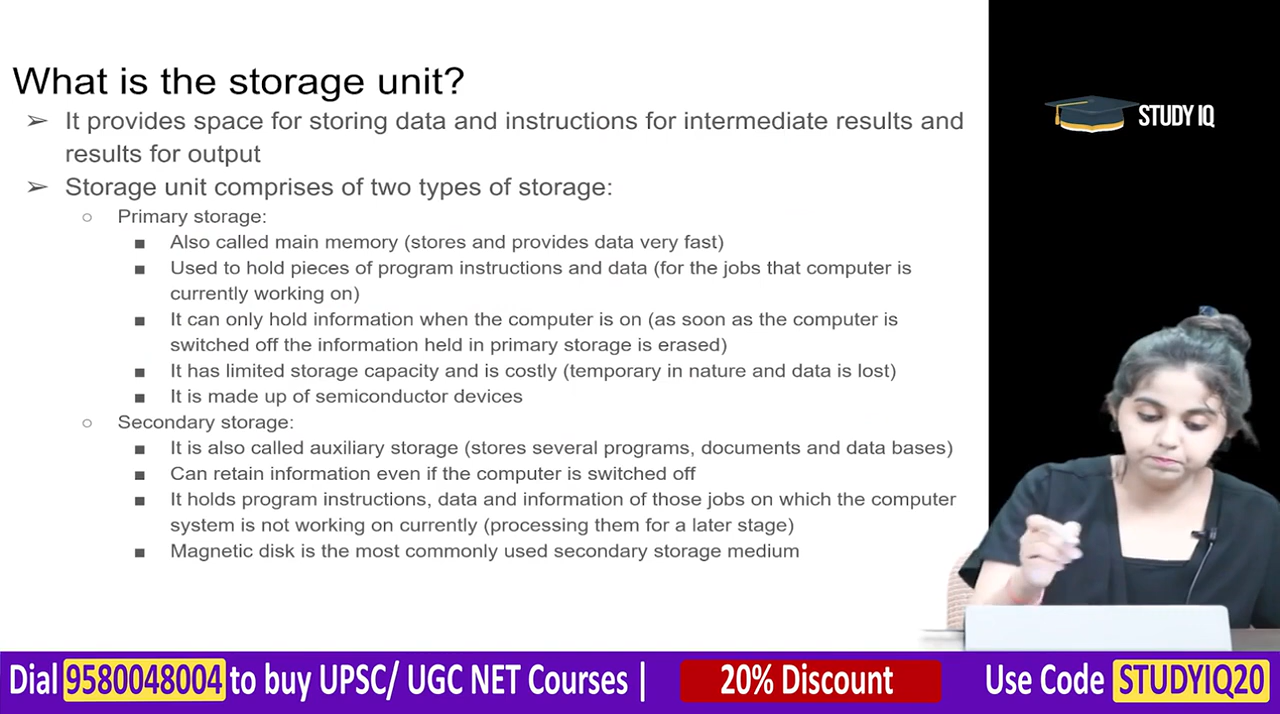 What is the storage unit?
➢ It provides space for storing data and instructions for intermediate results and
results for output
➢ Storage unit comprises of two types of storage:
○ Primary storage:
■ Also called main memory (stores and provides data very fast)
■ Used to hold pieces of program instructions and data (for the jobs that computer is
currently working on)
■ It can only hold information when the computer is on (as soon as the computer is
switched off the information held in primary storage is erased)
■ It has limited storage capacity and is costly (temporary in nature and data is lost)
■ It is made up of semiconductor devices
○ Secondary storage:
■ It is also called auxiliary storage (stores several programs, documents and data bases)
■ Can retain information even if the computer is switched off
■ It holds program instructions, data and information of those jobs on which the computer
system is not working on currently (processing them for a later stage)
■ Magnetic disk is the most commonly used secondary storage medium
STUDY IQ
Dial 9580048004 to buy UPSC/ UGC NET Courses | 20% Discount Use Code STUDYIQ20